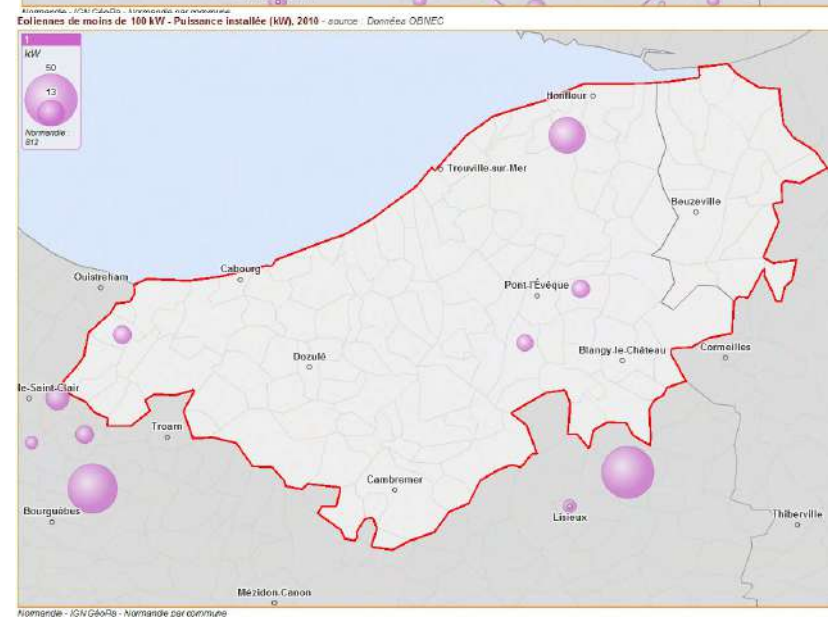 Normandie - IGN GéoFla - Normandie par commune
Eoliennes de moins de 100 kW - Puissance installée (kW), 2010 - source : Données OBNEC
1
kW
50
13
Normandie :
812
Honfleur
Trouville-sur-Mer
Beuzeville
Ouistreham
Cabourg
Pont-l'Évêque
Dozulé
Blangy-le-Château
Cormeilles
le-Saint-Clair
Troarn
Cambremer
Bourguébus
Lisieux
Thiberville
Mézidon-Canon
Normandie - IGN GéoFla - Normandie par commune